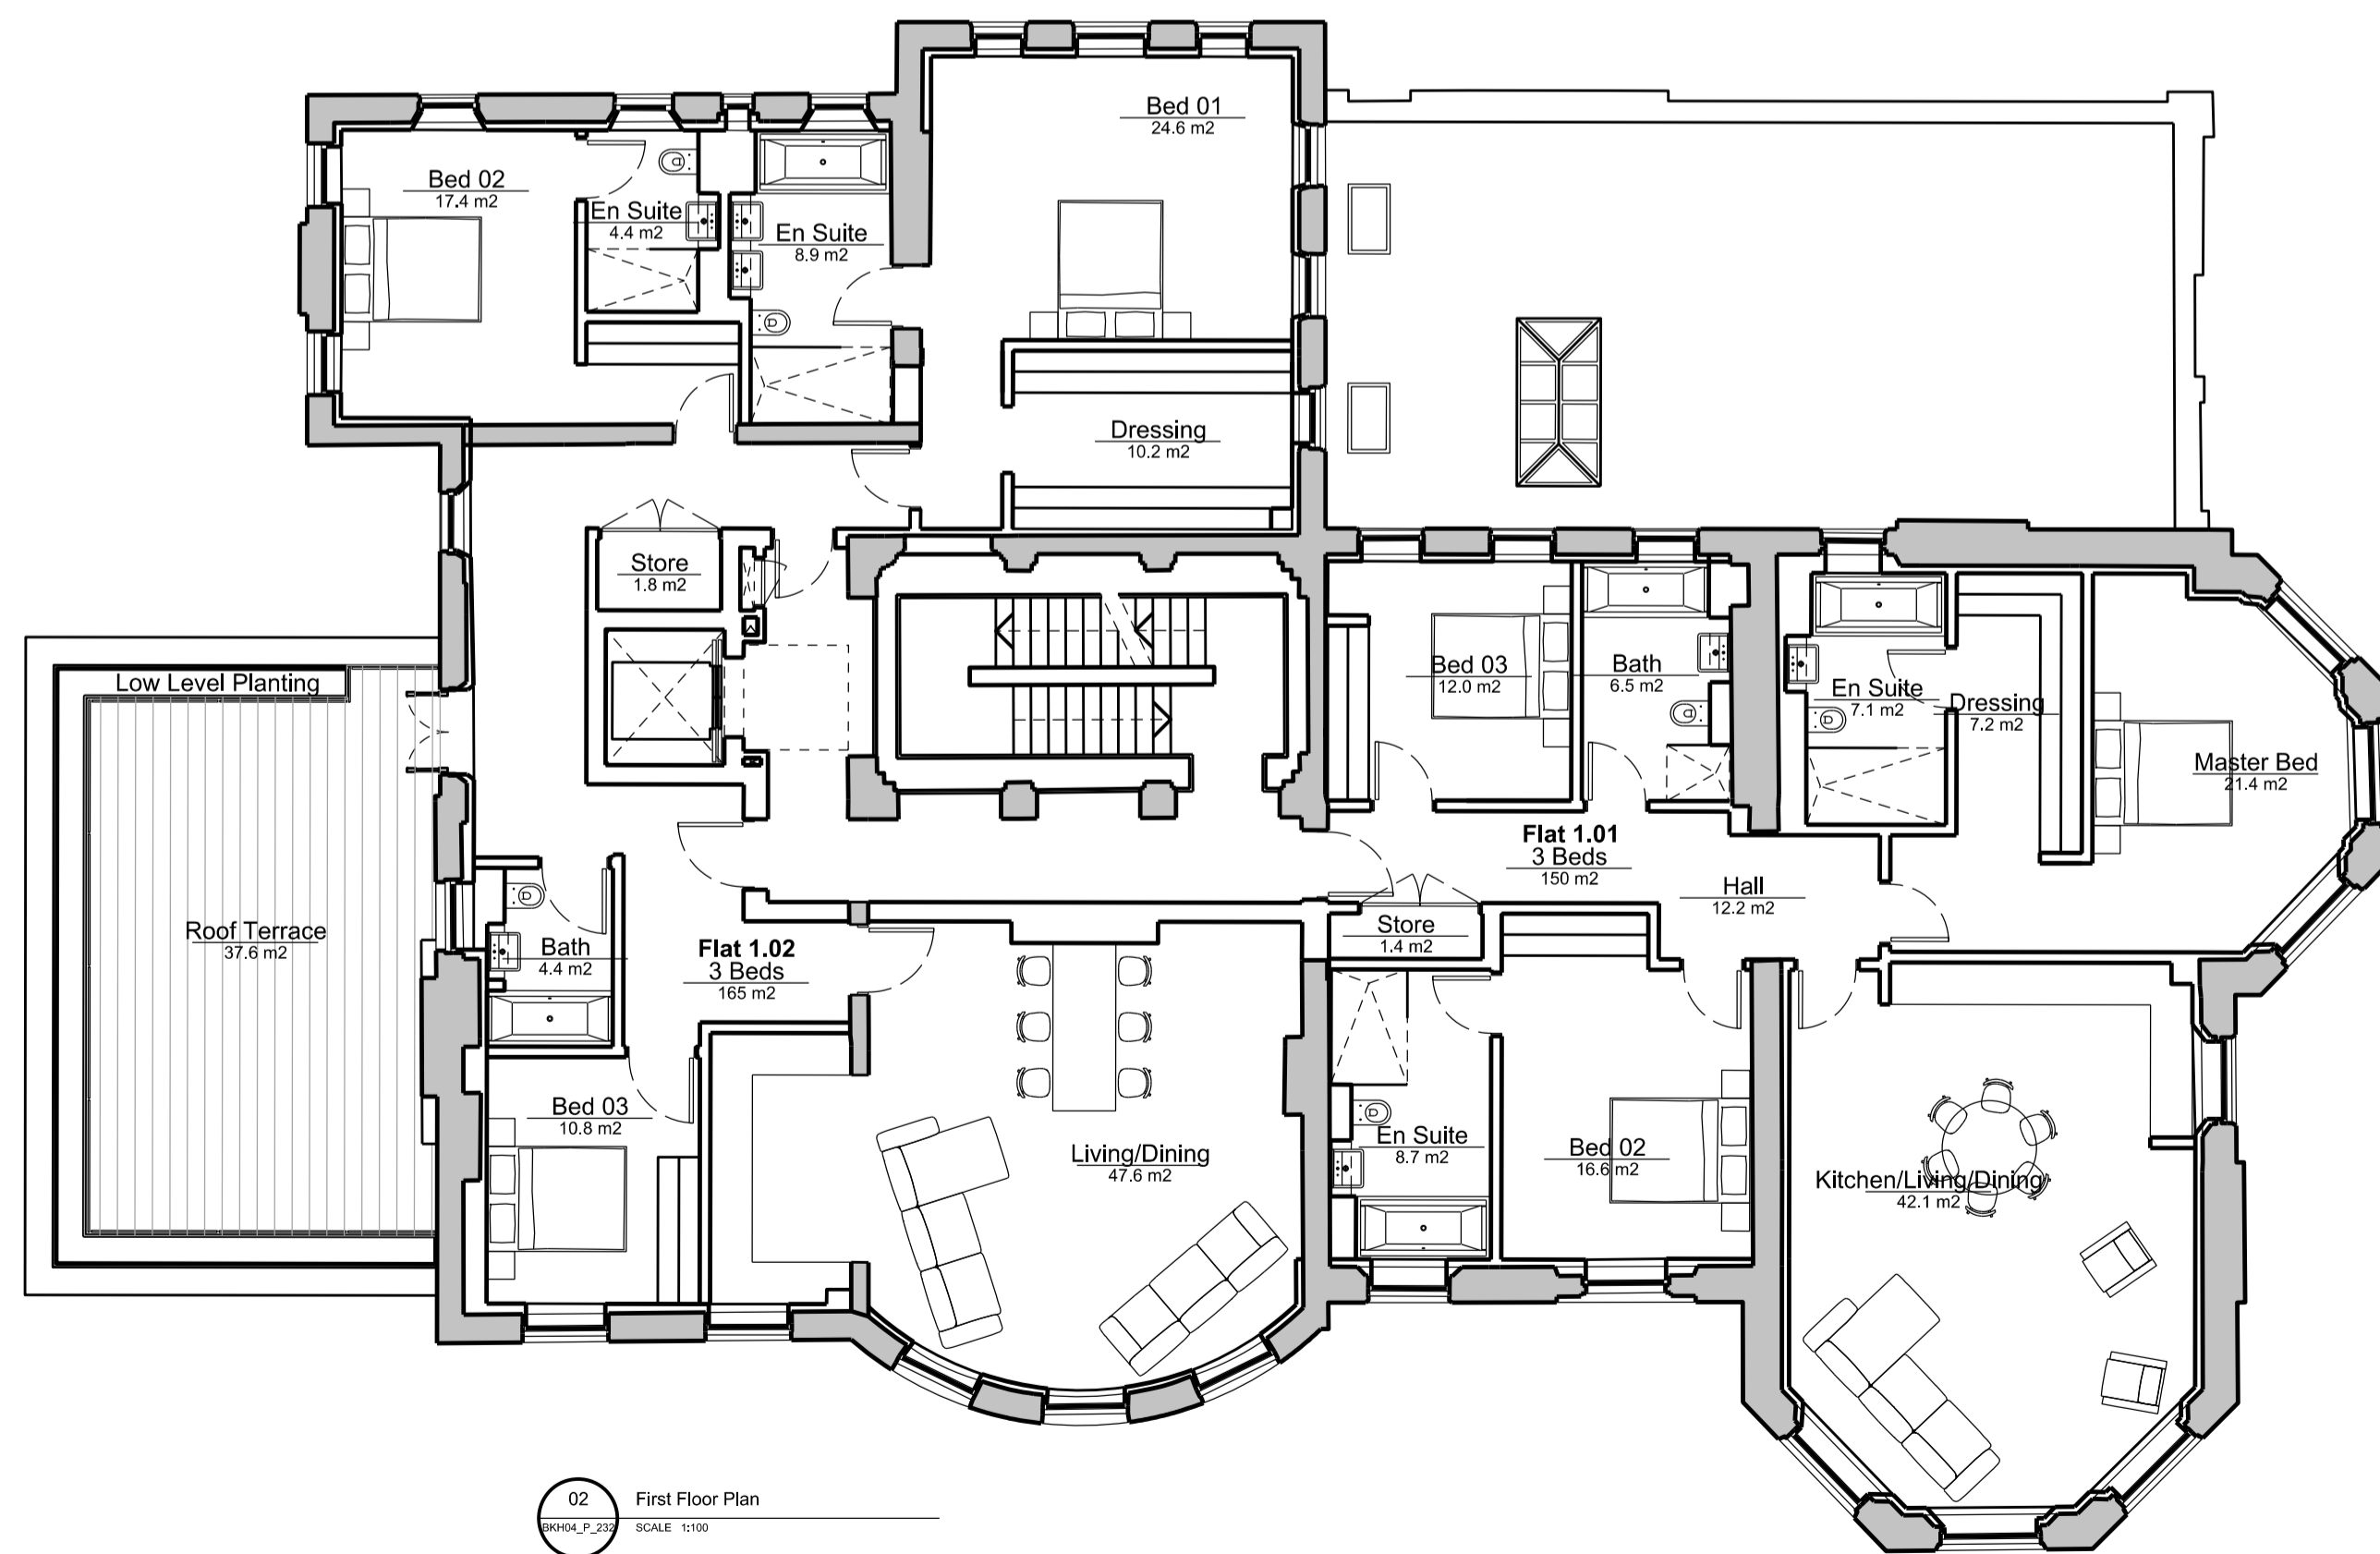 Bed 01
24.6 m2
Bed 02
17.4 m2
En Suite
4.4 m2
En Suite
8.9 m2
Dressing
10.2 m2
Store
1.8 m2
Low Level Planting
Bed 03
12.0 m2
Bath
6.5 m2
En Suite
7.1 m2
Dressing
7.2 m2
Master Bed
21.4 m2
Flat 1.01
3 Beds
150 m2
Hall
12.2 m2
Roof Terrace
37.6 m2
Bath
4.4 m2
Flat 1.02
3 Beds
165 m2
Store
1.4 m2
Bed 03
10.8 m2
Living/Dining
47.6 m2
En Suite
8.7 m2
Bed 02
16.6 m2
Kitchen/Living/Dining
42.1 m2
02
BKH04_P_232
First Floor Plan
SCALE 1:100